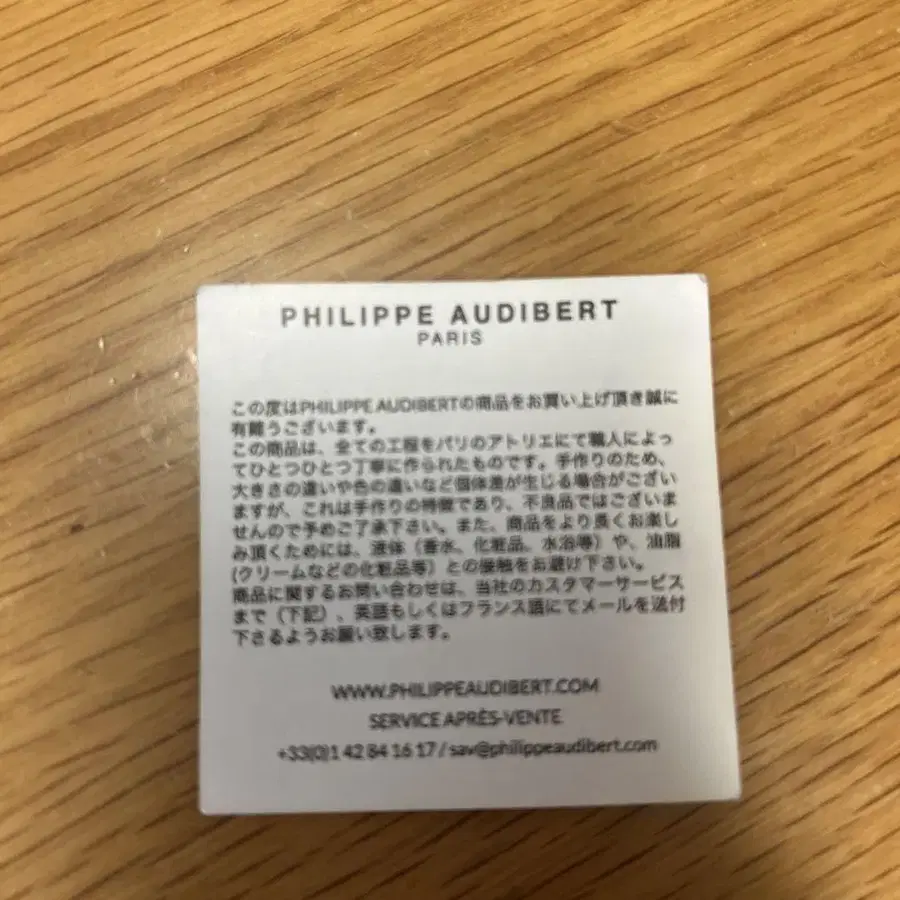 PHILIPPE AUDIBERT
PARIS
この度はPHILIPPE AUDIBERTの商品をお買い上げ頂き誠に
有難うございます。
この商品は、全ての工程をパリのアトリエにて職人によっ
てひとつひとつ丁寧に作られたものです。手作りのため、
大きさの違いや色の違いなど個体差が生じる場合がござい
ますが、これは手作りの特徴であり、不良品ではございま
せんので予めご了承下さい。また、商品をより良くお楽し
み頂くためには、液体（香水、化粧品、水浴等）や、油脂
(クリームなどの化粧品等）との接触をお避け下さい。
商品に関するお問い合わせは、当社のカスタマーサービス
まで（下記）、英語もしくはフランス語にてメールを送付
下さるようお願い致します。
WWW.PHILIPPEAUDIBERT.COM
SERVICE APRÈS-VENTE
+33(0)1 42 84 16 17 / sav@philippeaudibert.com